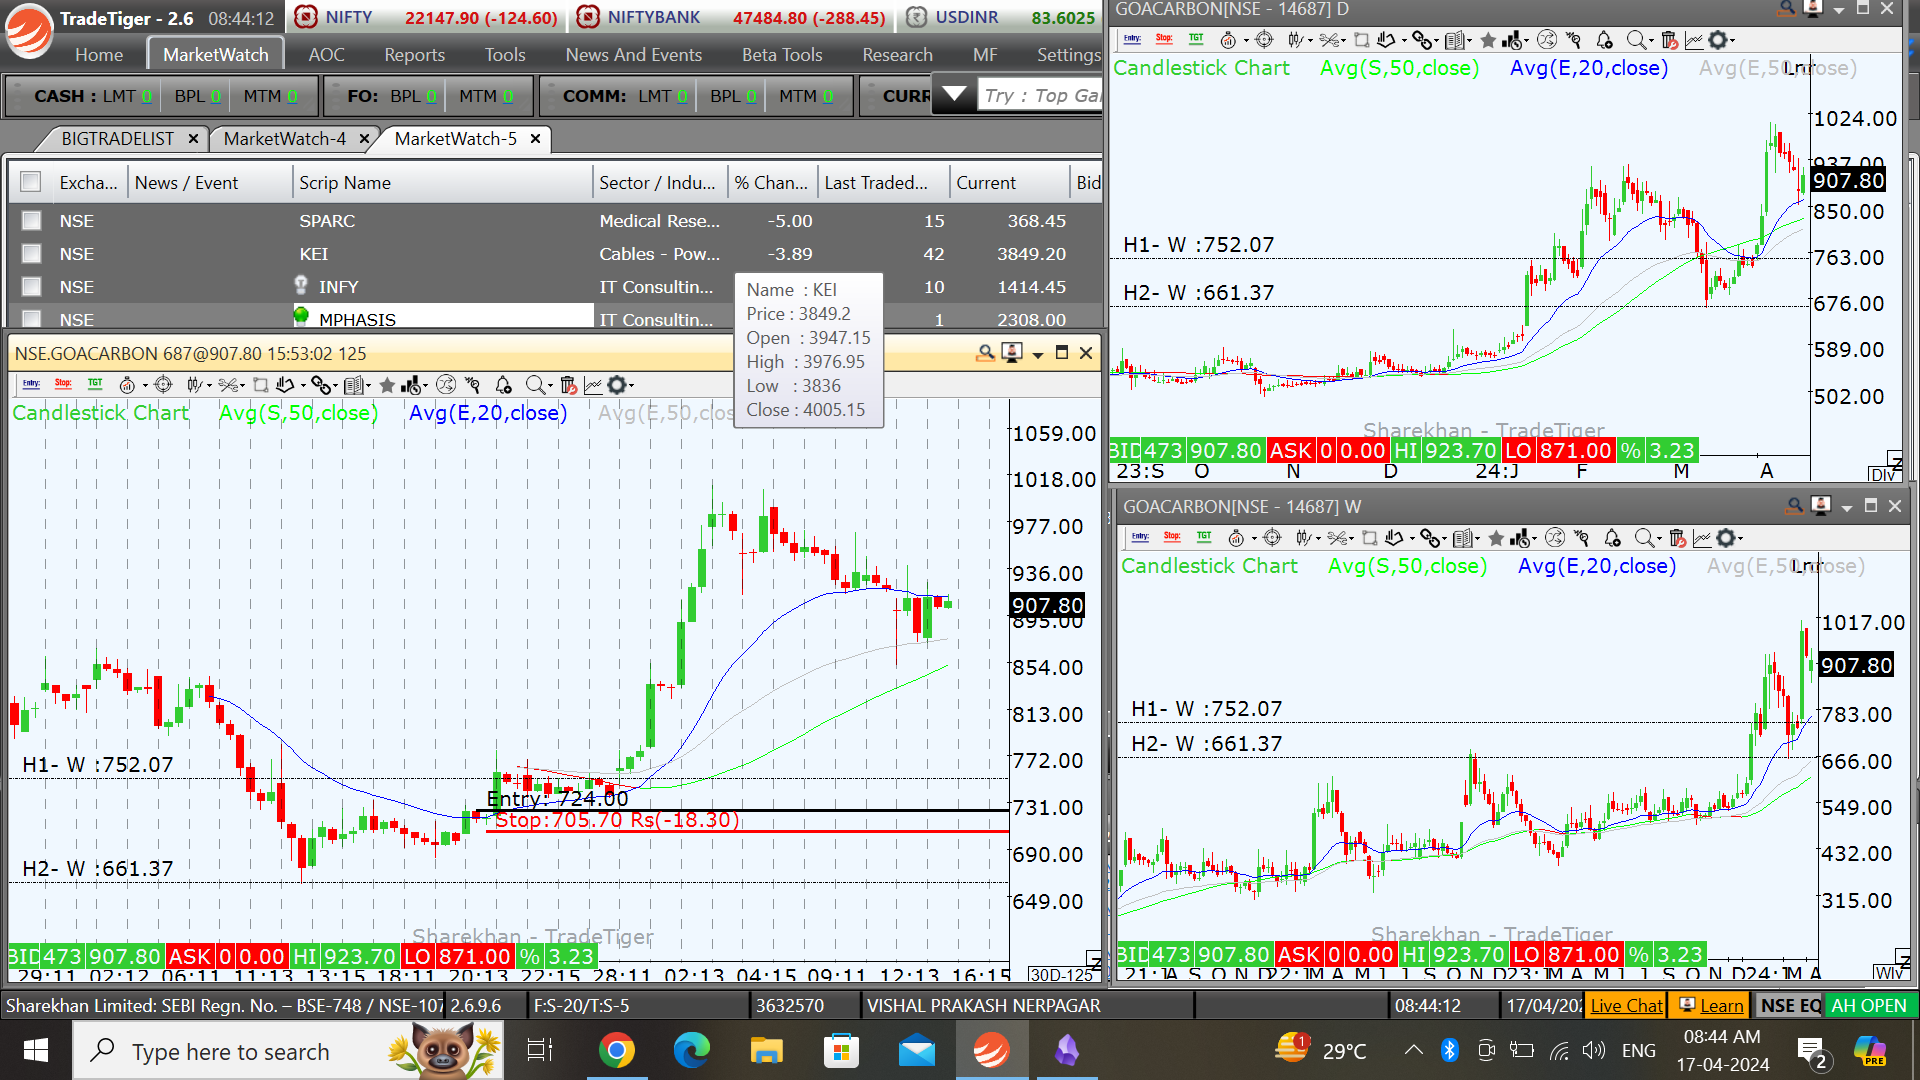 TradeTiger - 2.6 08:44:12 NIFTY 22147.90 (-124.60) NIFTYBANK 47484.80 (-288.45) USDINR 83.6025
Home MarketWatch AOC Reports Tools News And Events Beta Tools Research MF Settings
CASH : LMT 0 BPL 0 MTM 0 FO: BPL 0 MTM 0 COMM: LMT 0 BPL 0 MTM 0 CURR Try : Top Ga
BIGTRADELIST MarketWatch-4 MarketWatch-5
Excha... News / Event Scrip Name Sector / Indu... % Chan... Last Traded... Current Bid
NSE SPARC Medical Rese... -5.00 15 368.45
NSE KEI Cables - Pow... -3.89 42 3849.20
NSE INFY IT Consultin... 10 1414.45
NSE MPHASIS IT Consultin... 1 2308.00
Name : KEI
Price : 3849.2
Open : 3947.15
High : 3976.95
Low : 3836
Close : 4005.15
NSE.GOACARBON 687@907.80 15:53:02 125
Entry: Stop: TGT
Candlestick Chart Avg(S,50,close) Avg(E,20,close) Avg(E,50,clos
1059.00
1018.00
977.00
936.00
907.80
895.00
854.00
813.00
772.00
731.00
690.00
649.00
H1- W :752.07
Entry: 724.00
Stop:705.70 Rs(-18.30)
H2- W :661.37
Sharekhan - TradeTiger
BID 473 907.80 ASK 0 0.00 HI 923.70 LO 871.00 % 3.23
29:11 02:12 06:11 11:13 13:15 18:11 20:13 22:15 28:11 02:13 04:15 09:11 12:13 16:15 30D-125
GOACARBON[NSE - 14687] D
Entry: Stop: TGT
Candlestick Chart Avg(S,50,close) Avg(E,20,close) Avg(E,50,close)
1024.00
937.00
907.80
850.00
763.00
676.00
589.00
502.00
H1- W :752.07
H2- W :661.37
Sharekhan - TradeTiger
BID 473 907.80 ASK 0 0.00 HI 923.70 LO 871.00 % 3.23
23:S O N D 24:J F M A DIV
GOACARBON[NSE - 14687] W
Entry: Stop: TGT
Candlestick Chart Avg(S,50,close) Avg(E,20,close) Avg(E,50,close)
1017.00
907.80
783.00
666.00
549.00
432.00
315.00
H1- W :752.07
H2- W :661.37
Sharekhan - TradeTiger
BID 473 907.80 ASK 0 0.00 HI 923.70 LO 871.00 % 3.23
Sharekhan Limited: SEBI Regn. No. – BSE-748 / NSE-107 2.6.9.6 F:S-20/T:S-5 3632570 VISHAL PRAKASH NERPAGAR 08:44:12 17/04/202 Live Chat Learn NSE EQ AH OPEN
Type here to search 29°C ENG 08:44 AM
17-04-2024 2 PRE